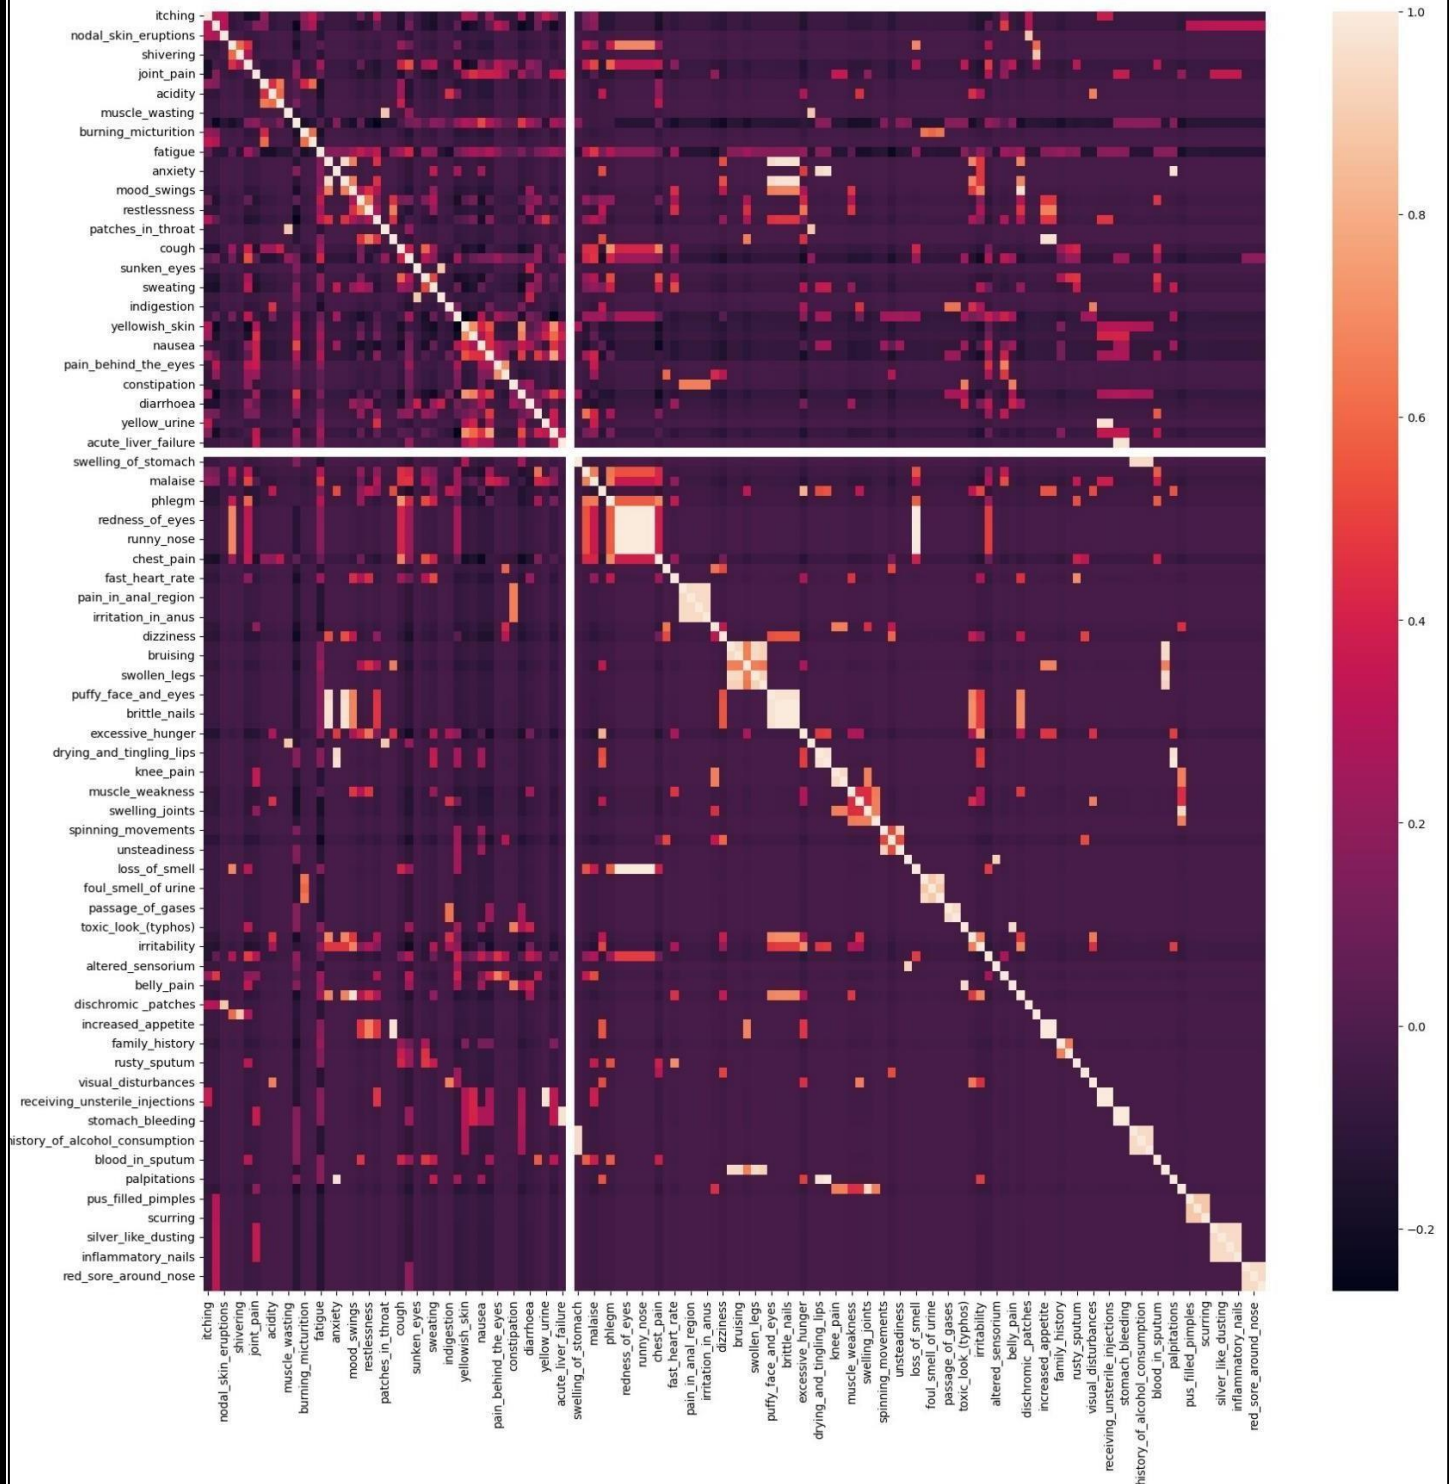 itching
nodal_skin_eruptions
shivering
joint_pain
acidity
muscle_wasting
burning_micturition
fatigue
anxiety
mood_swings
restlessness
patches_in_throat
cough
sunken_eyes
sweating
indigestion
yellowish_skin
nausea
pain_behind_the_eyes
constipation
diarrhoea
yellow_urine
acute_liver_failure
swelling_of_stomach
malaise
phlegm
redness_of_eyes
runny_nose
chest_pain
fast_heart_rate
pain_in_anal_region
irritation_in_anus
dizziness
bruising
swollen_legs
puffy_face_and_eyes
brittle_nails
excessive_hunger
drying_and_tingling_lips
knee_pain
muscle_weakness
swelling_joints
spinning_movements
unsteadiness
loss_of_smell
foul_smell_of urine
passage_of_gases
toxic_look_(typhos)
irritability
altered_sensorium
belly_pain
dischromic _patches
increased_appetite
family_history
rusty_sputum
visual_disturbances
receiving_unsterile_injections
stomach_bleeding
history_of_alcohol_consumption
blood_in_sputum
palpitations
pus_filled_pimples
scurring
silver_like_dusting
inflammatory_nails
red_sore_around_nose
itching
nodal_skin_eruptions
shivering
joint_pain
acidity
muscle_wasting
burning_micturition
fatigue
anxiety
mood_swings
restlessness
patches_in_throat
cough
sunken_eyes
sweating
indigestion
yellowish_skin
nausea
pain_behind_the_eyes
constipation
diarrhoea
yellow_urine
acute_liver_failure
swelling_of_stomach
malaise
phlegm
redness_of_eyes
runny_nose
chest_pain
fast_heart_rate
pain_in_anal_region
irritation_in_anus
dizziness
bruising
swollen_legs
puffy_face_and_eyes
brittle_nails
excessive_hunger
drying_and_tingling_lips
knee_pain
muscle_weakness
swelling_joints
spinning_movements
unsteadiness
loss_of_smell
foul_smell_of urine
passage_of_gases
toxic_look_(typhos)
irritability
altered_sensorium
belly_pain
dischromic _patches
increased_appetite
family_history
rusty_sputum
visual_disturbances
receiving_unsterile_injections
stomach_bleeding
history_of_alcohol_consumption
blood_in_sputum
palpitations
pus_filled_pimples
scurring
silver_like_dusting
inflammatory_nails
red_sore_around_nose
1.0
0.8
0.6
0.4
0.2
0.0
−0.2